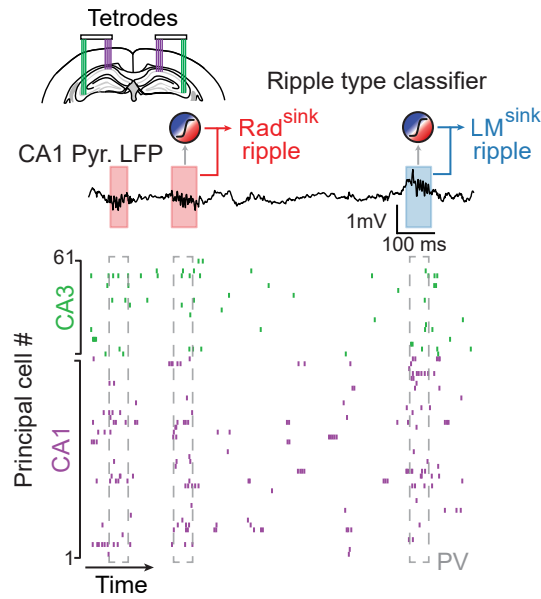 Tetrodes
Ripple type classifier
Rad^sink
ripple
LM^sink
ripple
CA1 Pyr. LFP
1mV
100 ms
61
CA3
Principal cell #
CA1
1
PV
Time